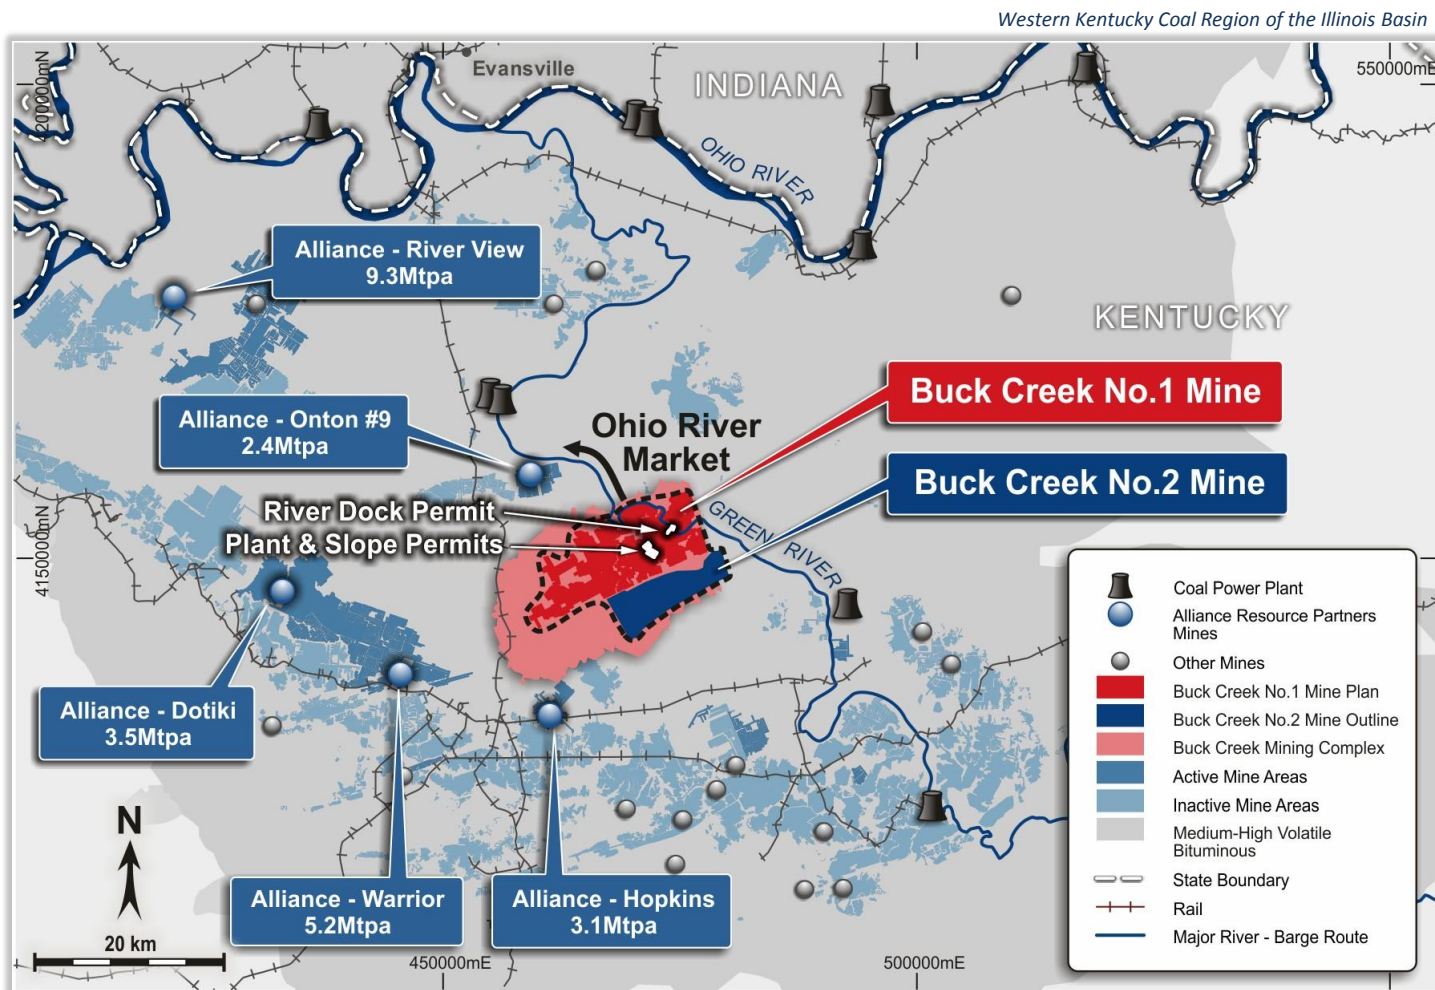 Western Kentucky Coal Region of the Illinois Basin
550000mE
4200000mN
Evansville
INDIANA
OHIO RIVER
Alliance - River View
9.3Mtpa
KENTUCKY
Buck Creek No.1 Mine
Alliance - Onton #9
2.4Mtpa
Ohio River
Market
Buck Creek No.2 Mine
River Dock Permit
Plant & Slope Permits
GREEN RIVER
4150000mN
Alliance - Dotiki
3.5Mtpa
Alliance - Warrior
5.2Mtpa
Alliance - Hopkins
3.1Mtpa
N
20 km
450000mE
500000mE
Coal Power Plant
Alliance Resource Partners
Mines
Other Mines
Buck Creek No.1 Mine Plan
Buck Creek No.2 Mine Outline
Buck Creek Mining Complex
Active Mine Areas
Inactive Mine Areas
Medium-High Volatile
Bituminous
State Boundary
Rail
Major River - Barge Route